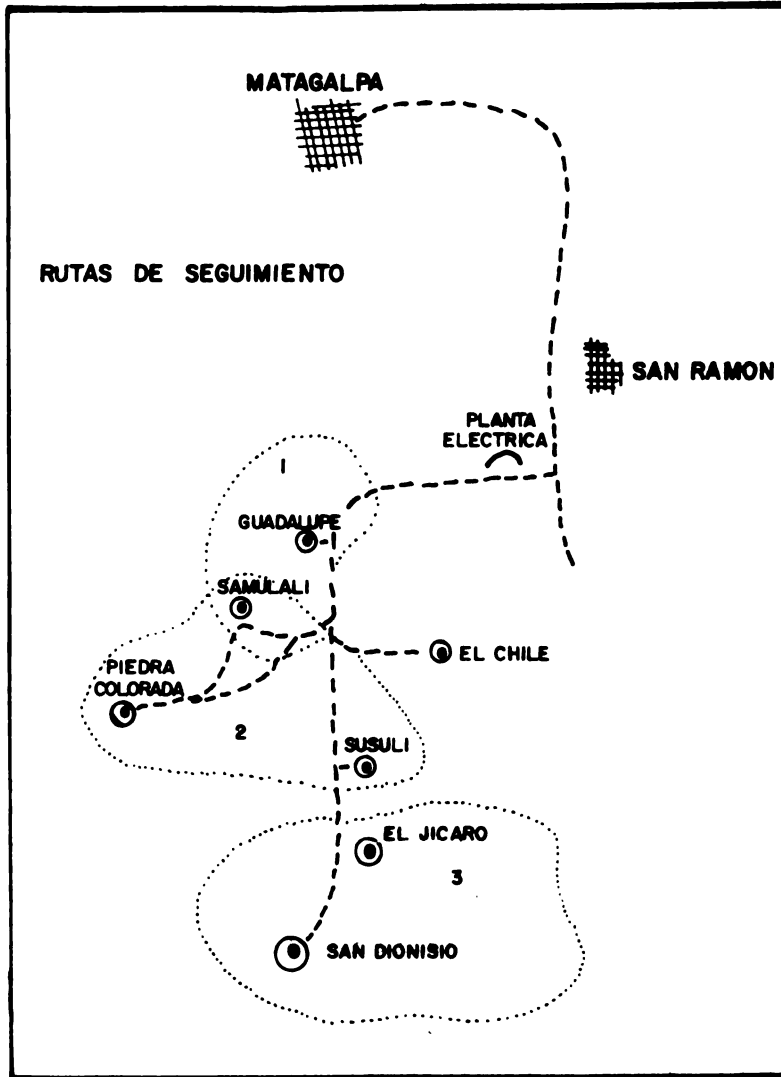 MATAGALPA
RUTAS DE SEGUIMIENTO
SAN RAMON
PLANTA
ELECTRICA
1
GUADALUPE
SAMULALI
EL CHILE
PIEDRA
COLORADA
2
SUSULI
EL JICARO
3
SAN DIONISIO